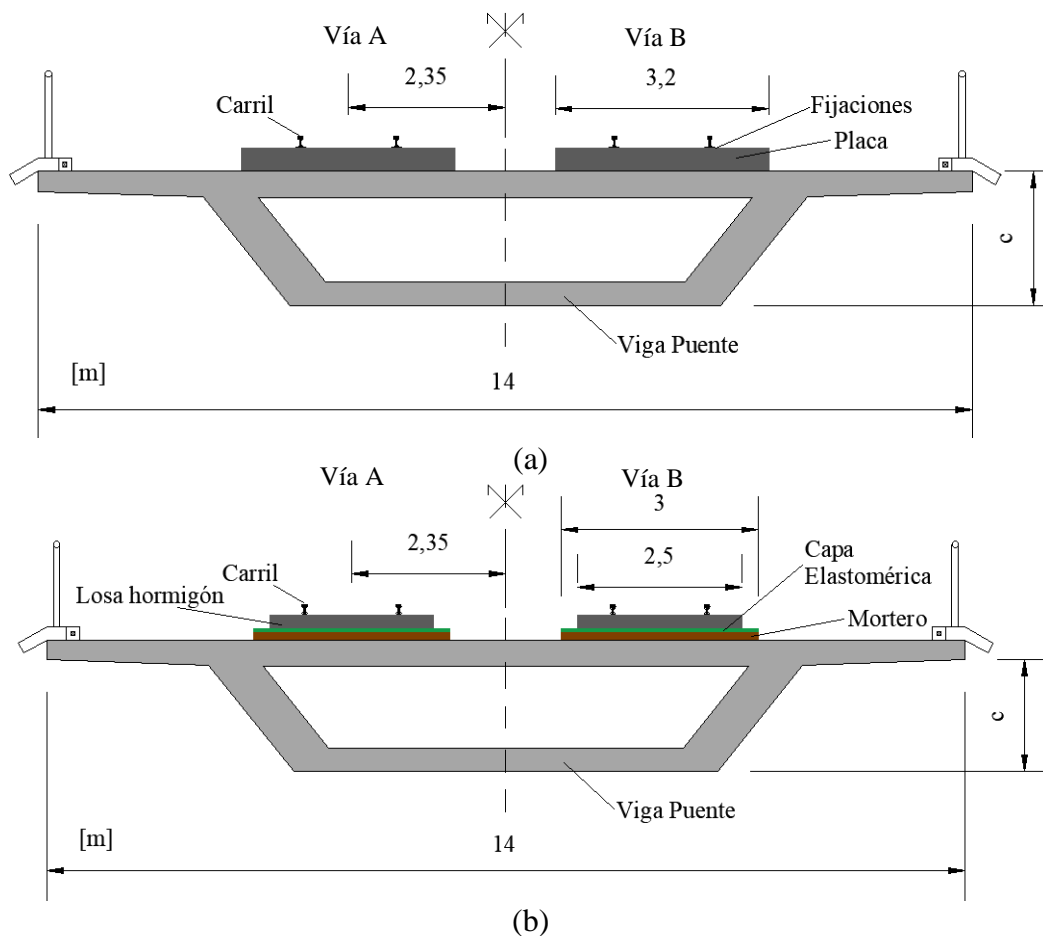 Vía A
Vía B
2,35
3,2
Carril
Fijaciones
Placa
c
Viga Puente
[m]
14
(a)
Vía A
Vía B
3
2,35
2,5
Capa
Elastomérica
Carril
Losa hormigón
Mortero
c
Viga Puente
[m]
14
(b)